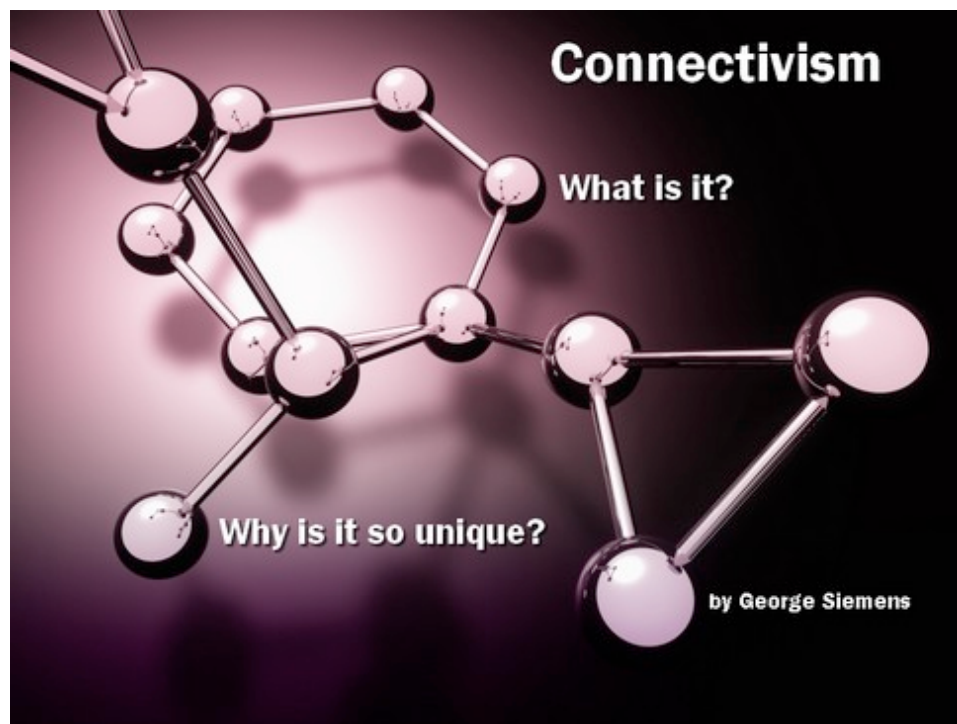 Connectivism
What is it?
Why is it so unique?
by George Siemens